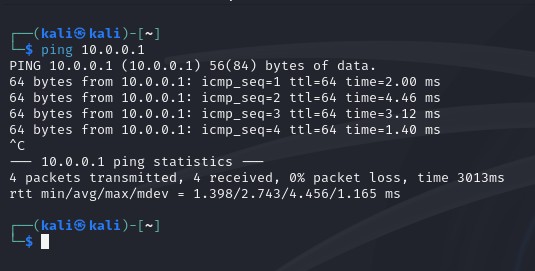 ┌──(kali㉿kali)-[~]
└─$ ping 10.0.0.1
PING 10.0.0.1 (10.0.0.1) 56(84) bytes of data.
64 bytes from 10.0.0.1: icmp_seq=1 ttl=64 time=2.00 ms
64 bytes from 10.0.0.1: icmp_seq=2 ttl=64 time=4.46 ms
64 bytes from 10.0.0.1: icmp_seq=3 ttl=64 time=3.12 ms
64 bytes from 10.0.0.1: icmp_seq=4 ttl=64 time=1.40 ms
^C
--- 10.0.0.1 ping statistics ---
4 packets transmitted, 4 received, 0% packet loss, time 3013ms
rtt min/avg/max/mdev = 1.398/2.743/4.456/1.165 ms
┌──(kali㉿kali)-[~]
└─$